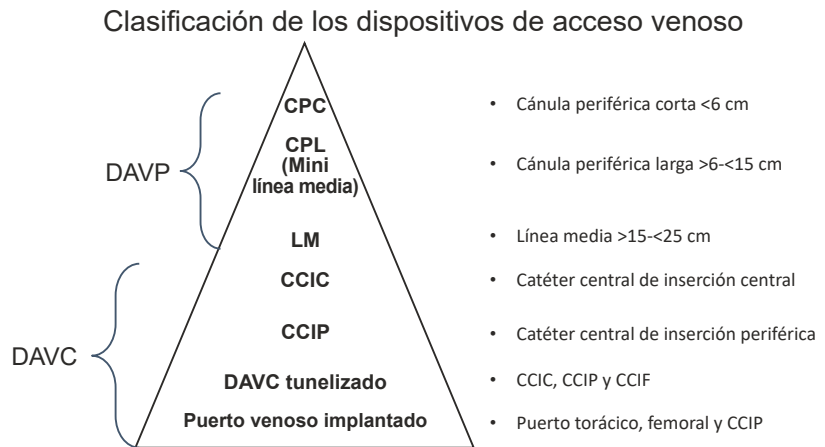 Clasificación de los dispositivos de acceso venoso
CPC
• Cánula periférica corta <6 cm
CPL
(Mini
línea media)
• Cánula periférica larga >6-<15 cm
DAVP
LM
• Línea media >15-<25 cm
CCIC
• Catéter central de inserción central
CCIP
• Catéter central de inserción periférica
DAVC
DAVC tunelizado
• CCIC, CCIP y CCIF
Puerto venoso implantado
• Puerto torácico, femoral y CCIP